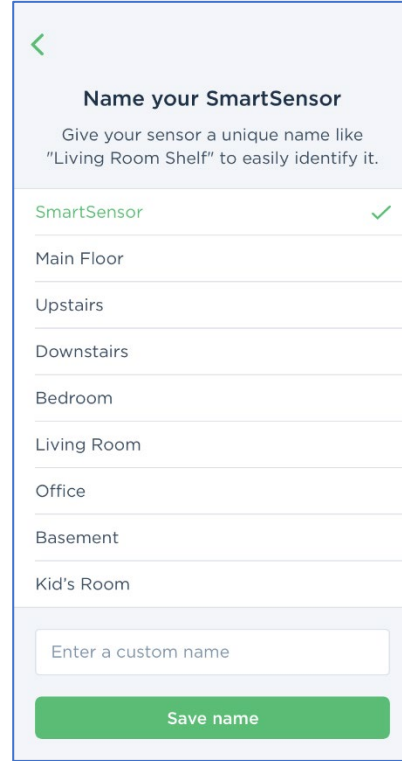 Name your SmartSensor
Give your sensor a unique name like
"Living Room Shelf" to easily identify it.
SmartSensor
Main Floor
Upstairs
Downstairs
Bedroom
Living Room
Office
Basement
Kid's Room
Enter a custom name
Save name